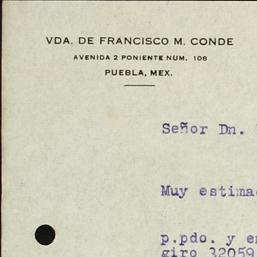 VDA. DE FRANCISCO M. CONDE
AVENIDA 2 PONIENTE NUM. 108
PUEBLA, MEX.
Señor Dn.
Muy estima
p.pdo. y e
giro 32059